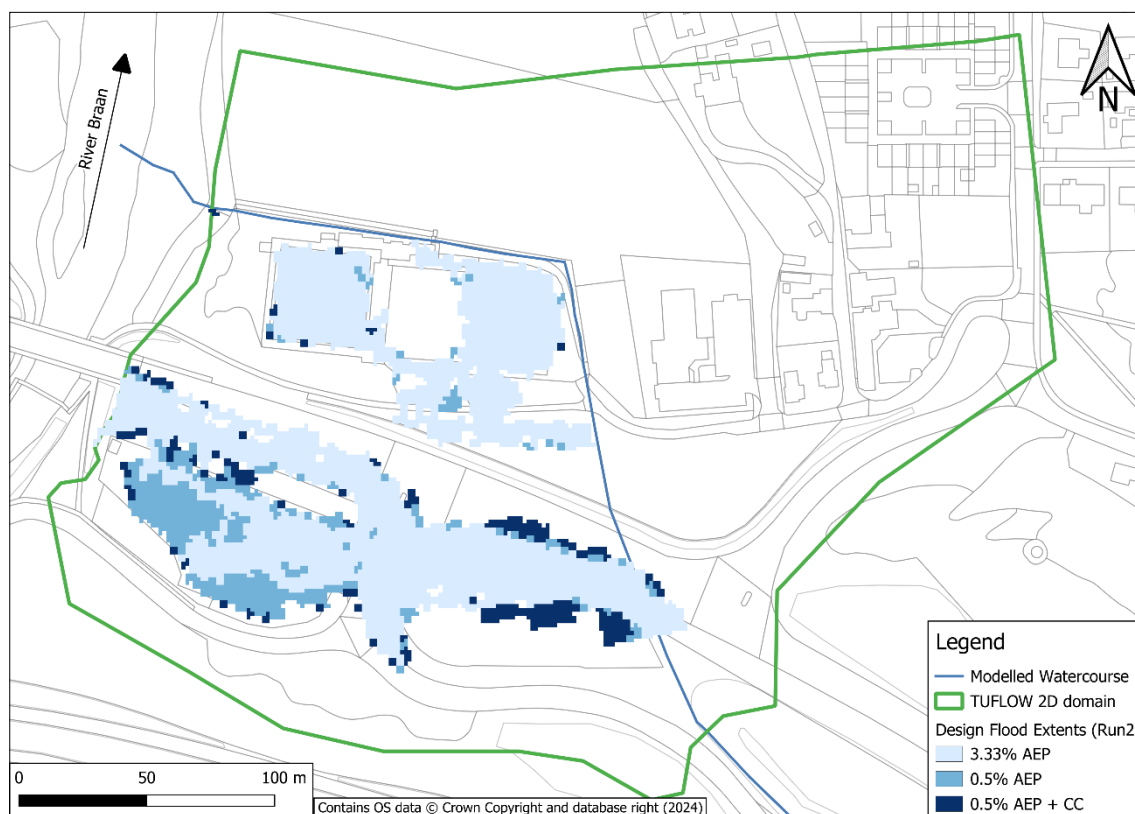 River Braan
N
Legend
Modelled Watercourse
TUFLOW 2D domain
Design Flood Extents (Run2
3.33% AEP
0.5% AEP
0.5% AEP + CC
0 50 100 m
Contains OS data © Crown Copyright and database right (2024)